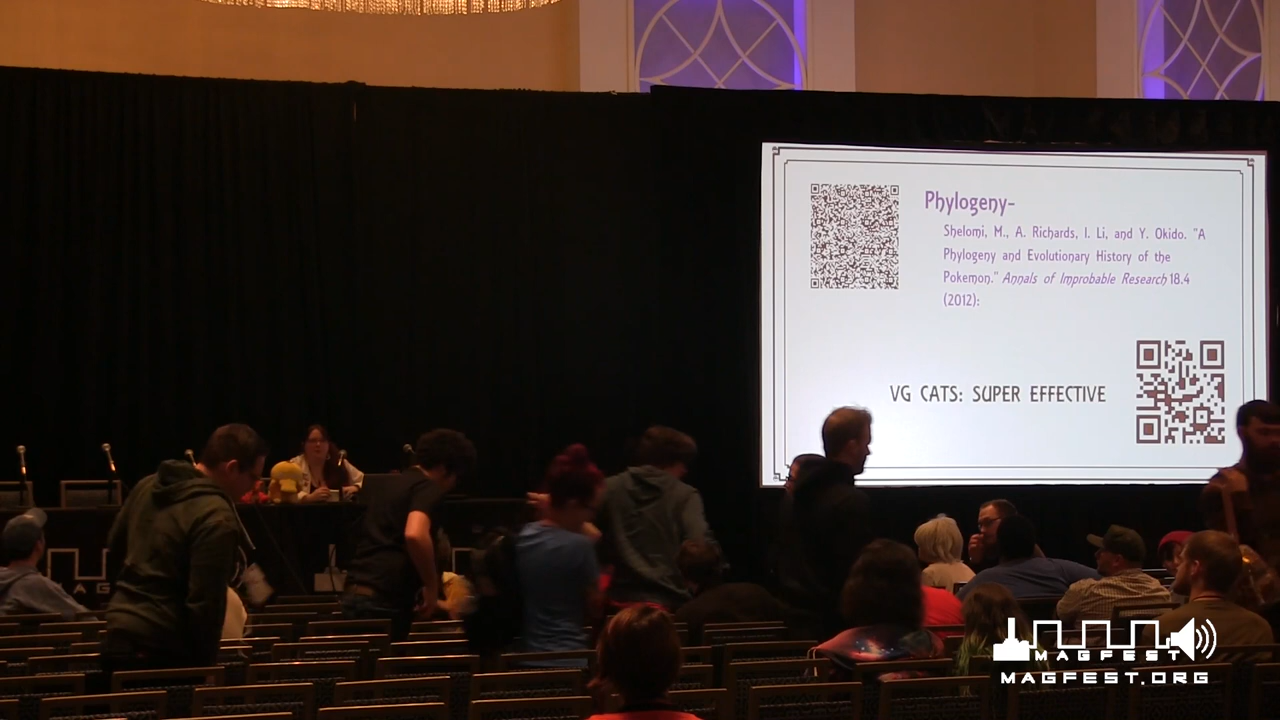 Phylogeny-
Shelomi, M., A. Richards, I. Li, and Y. Okido. "A
Phylogeny and Evolutionary History of the
Pokemon." Annals of Improbable Research 18.4
(2012):
VG CATS: SUPER EFFECTIVE
MAGF
MAGFEST
MAGFEST.ORG